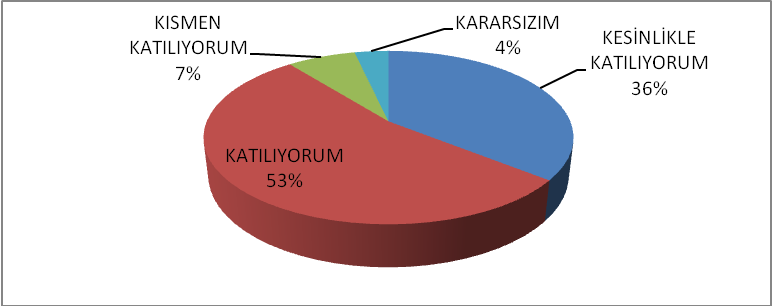 KISMEN
KATILIYORUM
7%
KARARSIZIM
4%
KESİNLİKLE
KATILIYORUM
36%
KATILIYORUM
53%